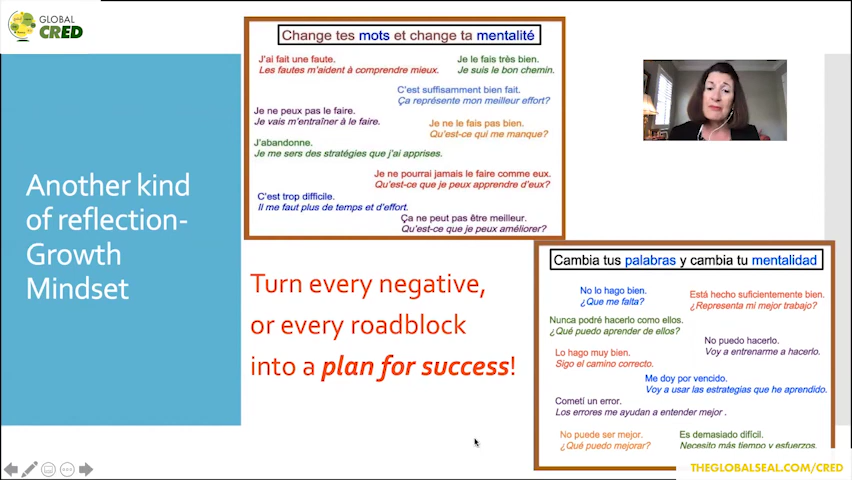 GLOBAL
CRED
Another kind
of reflection-
Growth
Mindset
Change tes mots et change ta mentalité
J'ai fait une faute.
Les fautes m'aident à comprendre mieux.
Je le fais très bien.
Je suis le bon chemin.
C'est suffisamment bien fait.
Ça représente mon meilleur effort?
Je ne peux pas le faire.
Je vais m'entraîner à le faire.
Je ne le fais pas bien.
Qu'est-ce qui me manque?
J'abandonne.
Je me sers des stratégies que j'ai apprises.
Je ne pourrai jamais le faire comme eux.
Qu'est-ce que je peux apprendre d'eux?
C'est trop difficile.
Il me faut plus de temps et d'effort.
Ça ne peut pas être meilleur.
Qu'est-ce que je peux améliorer?
Turn every negative,
or every roadblock
into a plan for success!
Cambia tus palabras y cambia tu mentalidad
No lo hago bien.
¿Que me falta?
Está hecho suficientemente bien.
¿Representa mi mejor trabajo?
Nunca podré hacerlo como ellos.
¿Qué puedo aprender de ellos?
No puedo hacerlo.
Voy a entrenarme a hacerlo.
Lo hago muy bien.
Sigo el camino correcto.
Me doy por vencido.
Voy a usar las estrategias que he aprendido.
Cometí un error.
Los errores me ayudan a entender mejor .
No puede ser mejor.
¿Qué puedo mejorar?
Es demasiado difícil.
Necesito más tiempo y esfuerzos.
THEGLOBALSEAL.COM/CRED